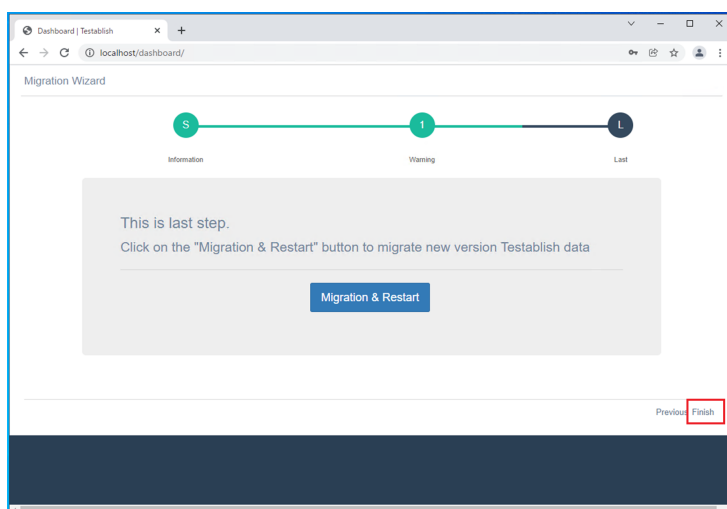 Dashboard | Testablish
localhost/dashboard/
Migration Wizard
S
1
L
Information
Warning
Last
This is last step.
Click on the "Migration & Restart" button to migrate new version Testablish data
Migration & Restart
Previous Finish